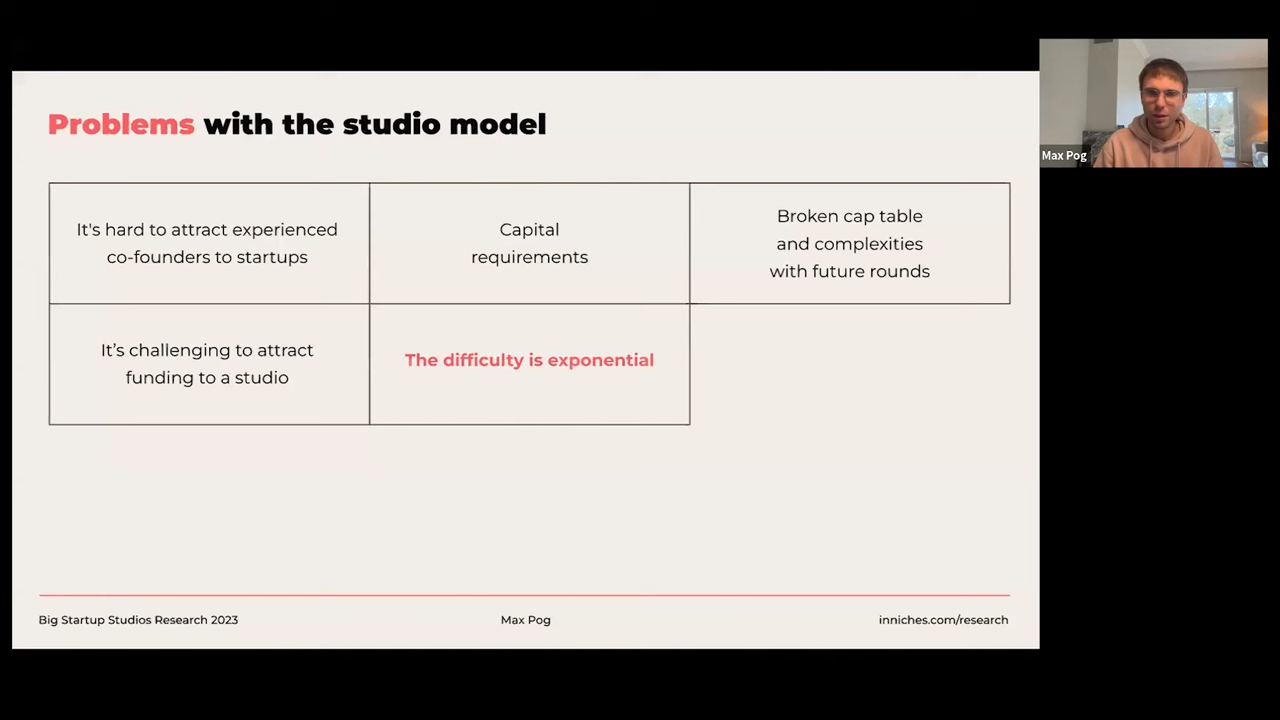 Problems with the studio model
It's hard to attract experienced
co-founders to startups
Capital
requirements
Broken cap table
and complexities
with future rounds
It’s challenging to attract
funding to a studio
The difficulty is exponential
Big Startup Studios Research 2023
Max Pog
inniches.com/research
Max Pog